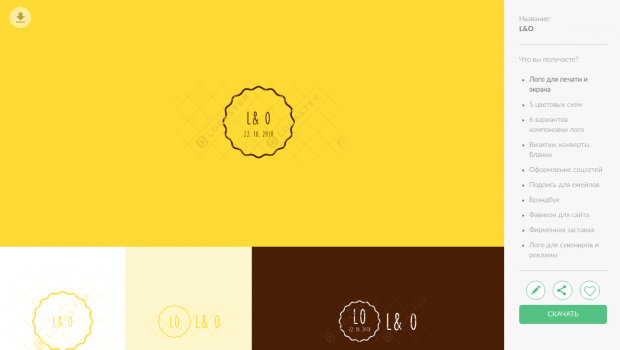 L& O
22. 10. 2018
L& O
LO
L& O
LO
22. 10. 2018
L& O
Название:
L&O
Что вы получаете?
Лого для печати и
экрана
5 цветовых схем
6 вариантов
компоновки лого
Визитки, конверты,
бланки
Оформление соцсетей
Подпись для емейлов
Брендбук
Фавикон для сайта
Фирменная заставка
Лого для сувениров и
рекламы
СКАЧАТЬ